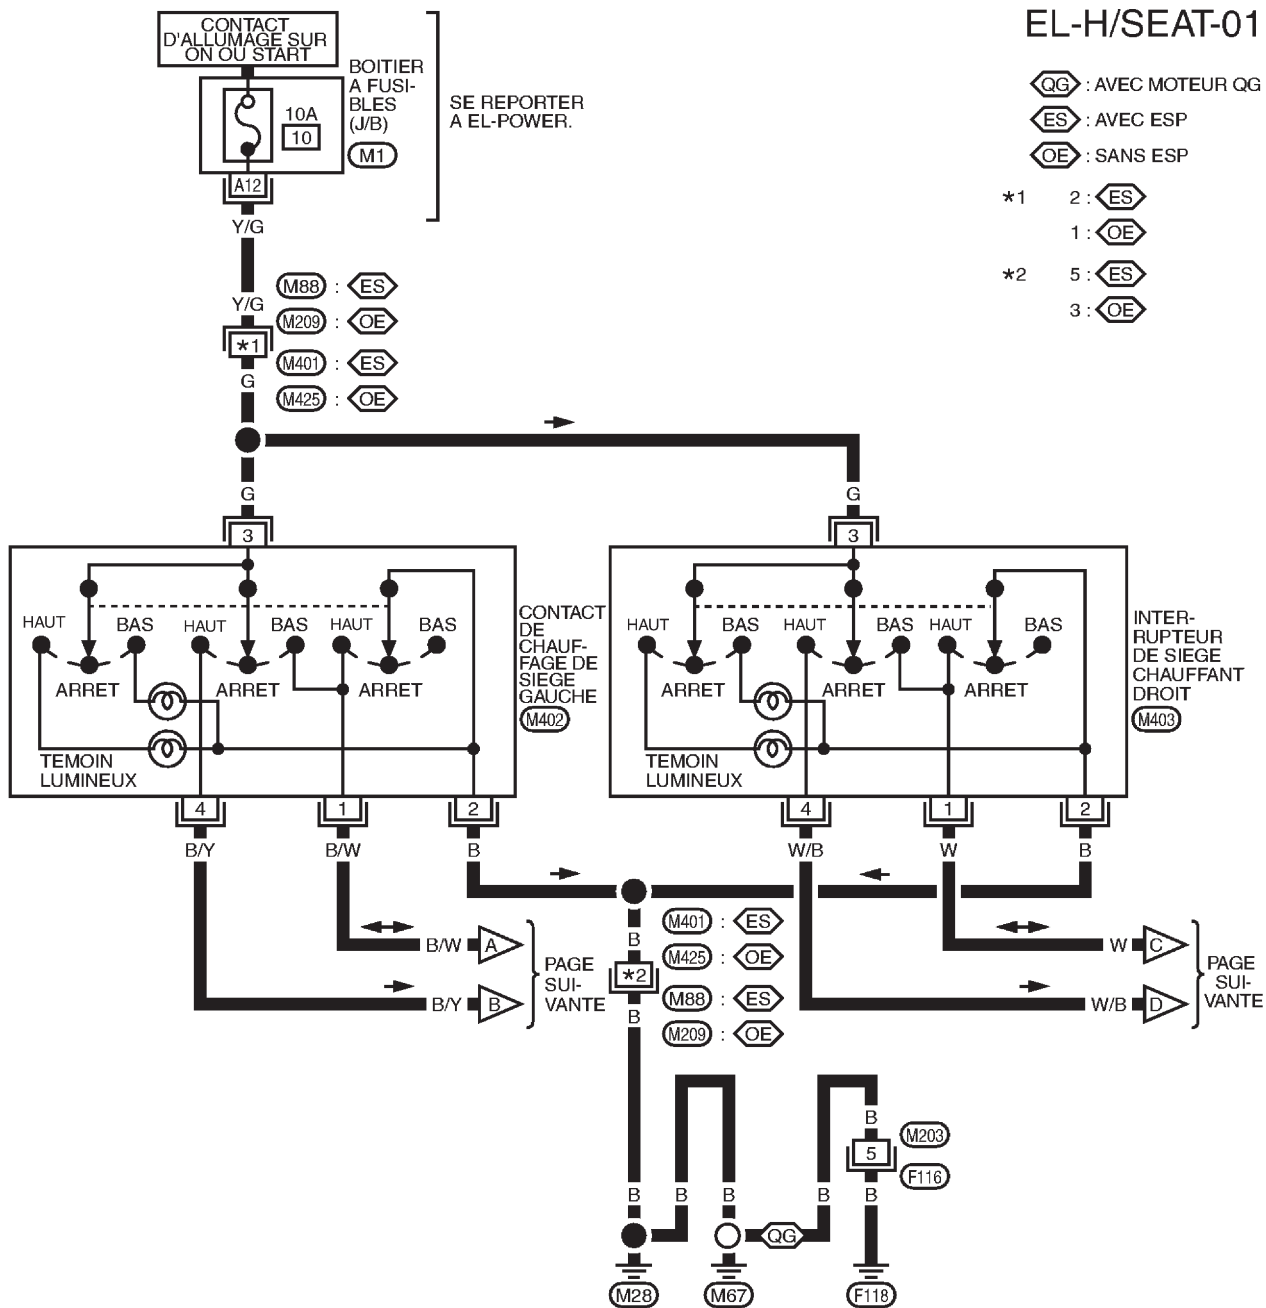 EL-H/SEAT-01
CONTACT
D'ALLUMAGE SUR
ON OU START
BOITIER
A FUSI-
BLES
(J/B)
M1
10A
10
A12
SE REPORTER
A EL-POWER.
QG : AVEC MOTEUR QG
ES : AVEC ESP
OE : SANS ESP
*1 2 : ES
1 : OE
*2 5 : ES
3 : OE
Y/G
Y/G
M88 : ES
M209 : OE
*1
M401 : ES
G
M425 : OE
G
G
3
3
HAUT
BAS
HAUT
BAS
HAUT
BAS
ARRET
ARRET
ARRET
TEMOIN
LUMINEUX
CONTACT
DE
CHAUF-
FAGE DE
SIEGE
GAUCHE
M402
HAUT
BAS
HAUT
BAS
HAUT
BAS
ARRET
ARRET
ARRET
TEMOIN
LUMINEUX
INTER-
RUPTEUR
DE SIEGE
CHAUFFANT
DROIT
M403
4
1
2
4
1
2
B/Y
B/W
B
W/B
W
B
B/W
A
B/Y
B
PAGE
SUI-
VANTE
B
M401 : ES
M425 : OE
*2
M88 : ES
B
M209 : OE
W
C
W/B
D
PAGE
SUI-
VANTE
B
M203
5
F116
B
B
B
B
B
QG
M28
M67
F118